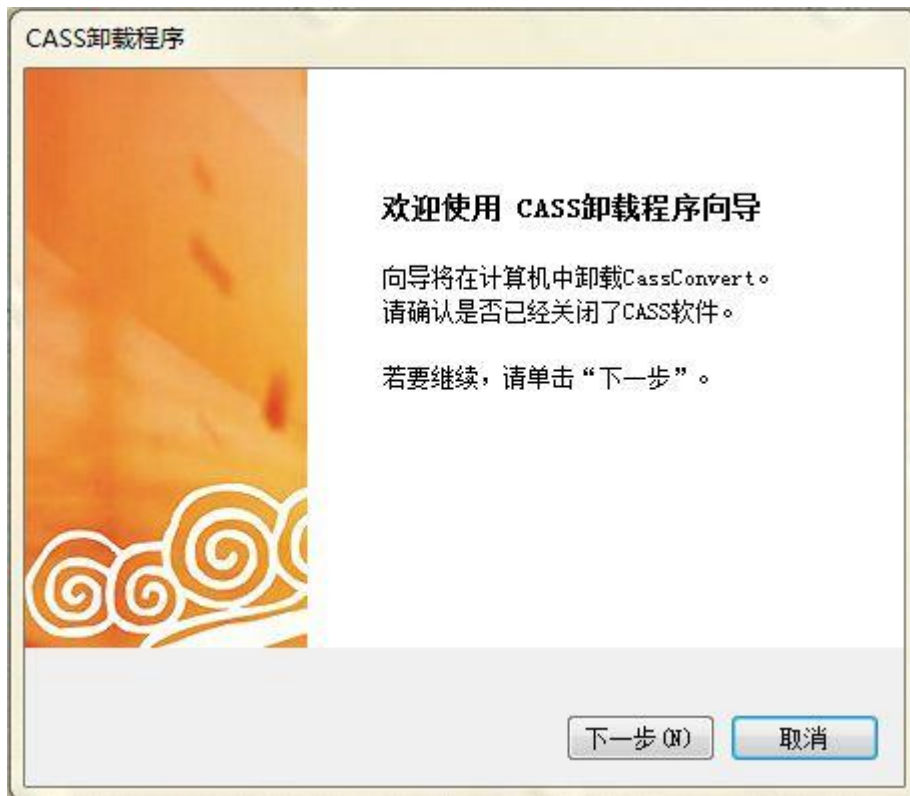 CASS卸载程序
欢迎使用 CASS卸载程序向导
向导将在计算机中卸载CassConvert。
请确认是否已经关闭了CASS软件。
若要继续，请单击“下一步”。
下一步(N)
取消